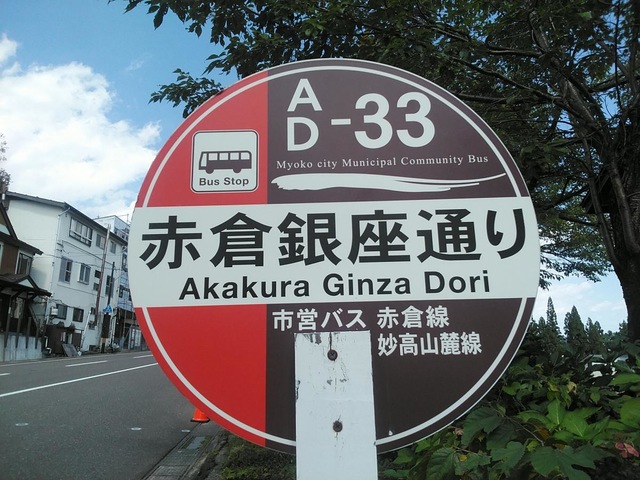 A
D-33
Myoko city Municipal Community Bus
Bus Stop
赤倉銀座通り
Akakura Ginza Dori
市営バス 赤倉線
妙高山麓線